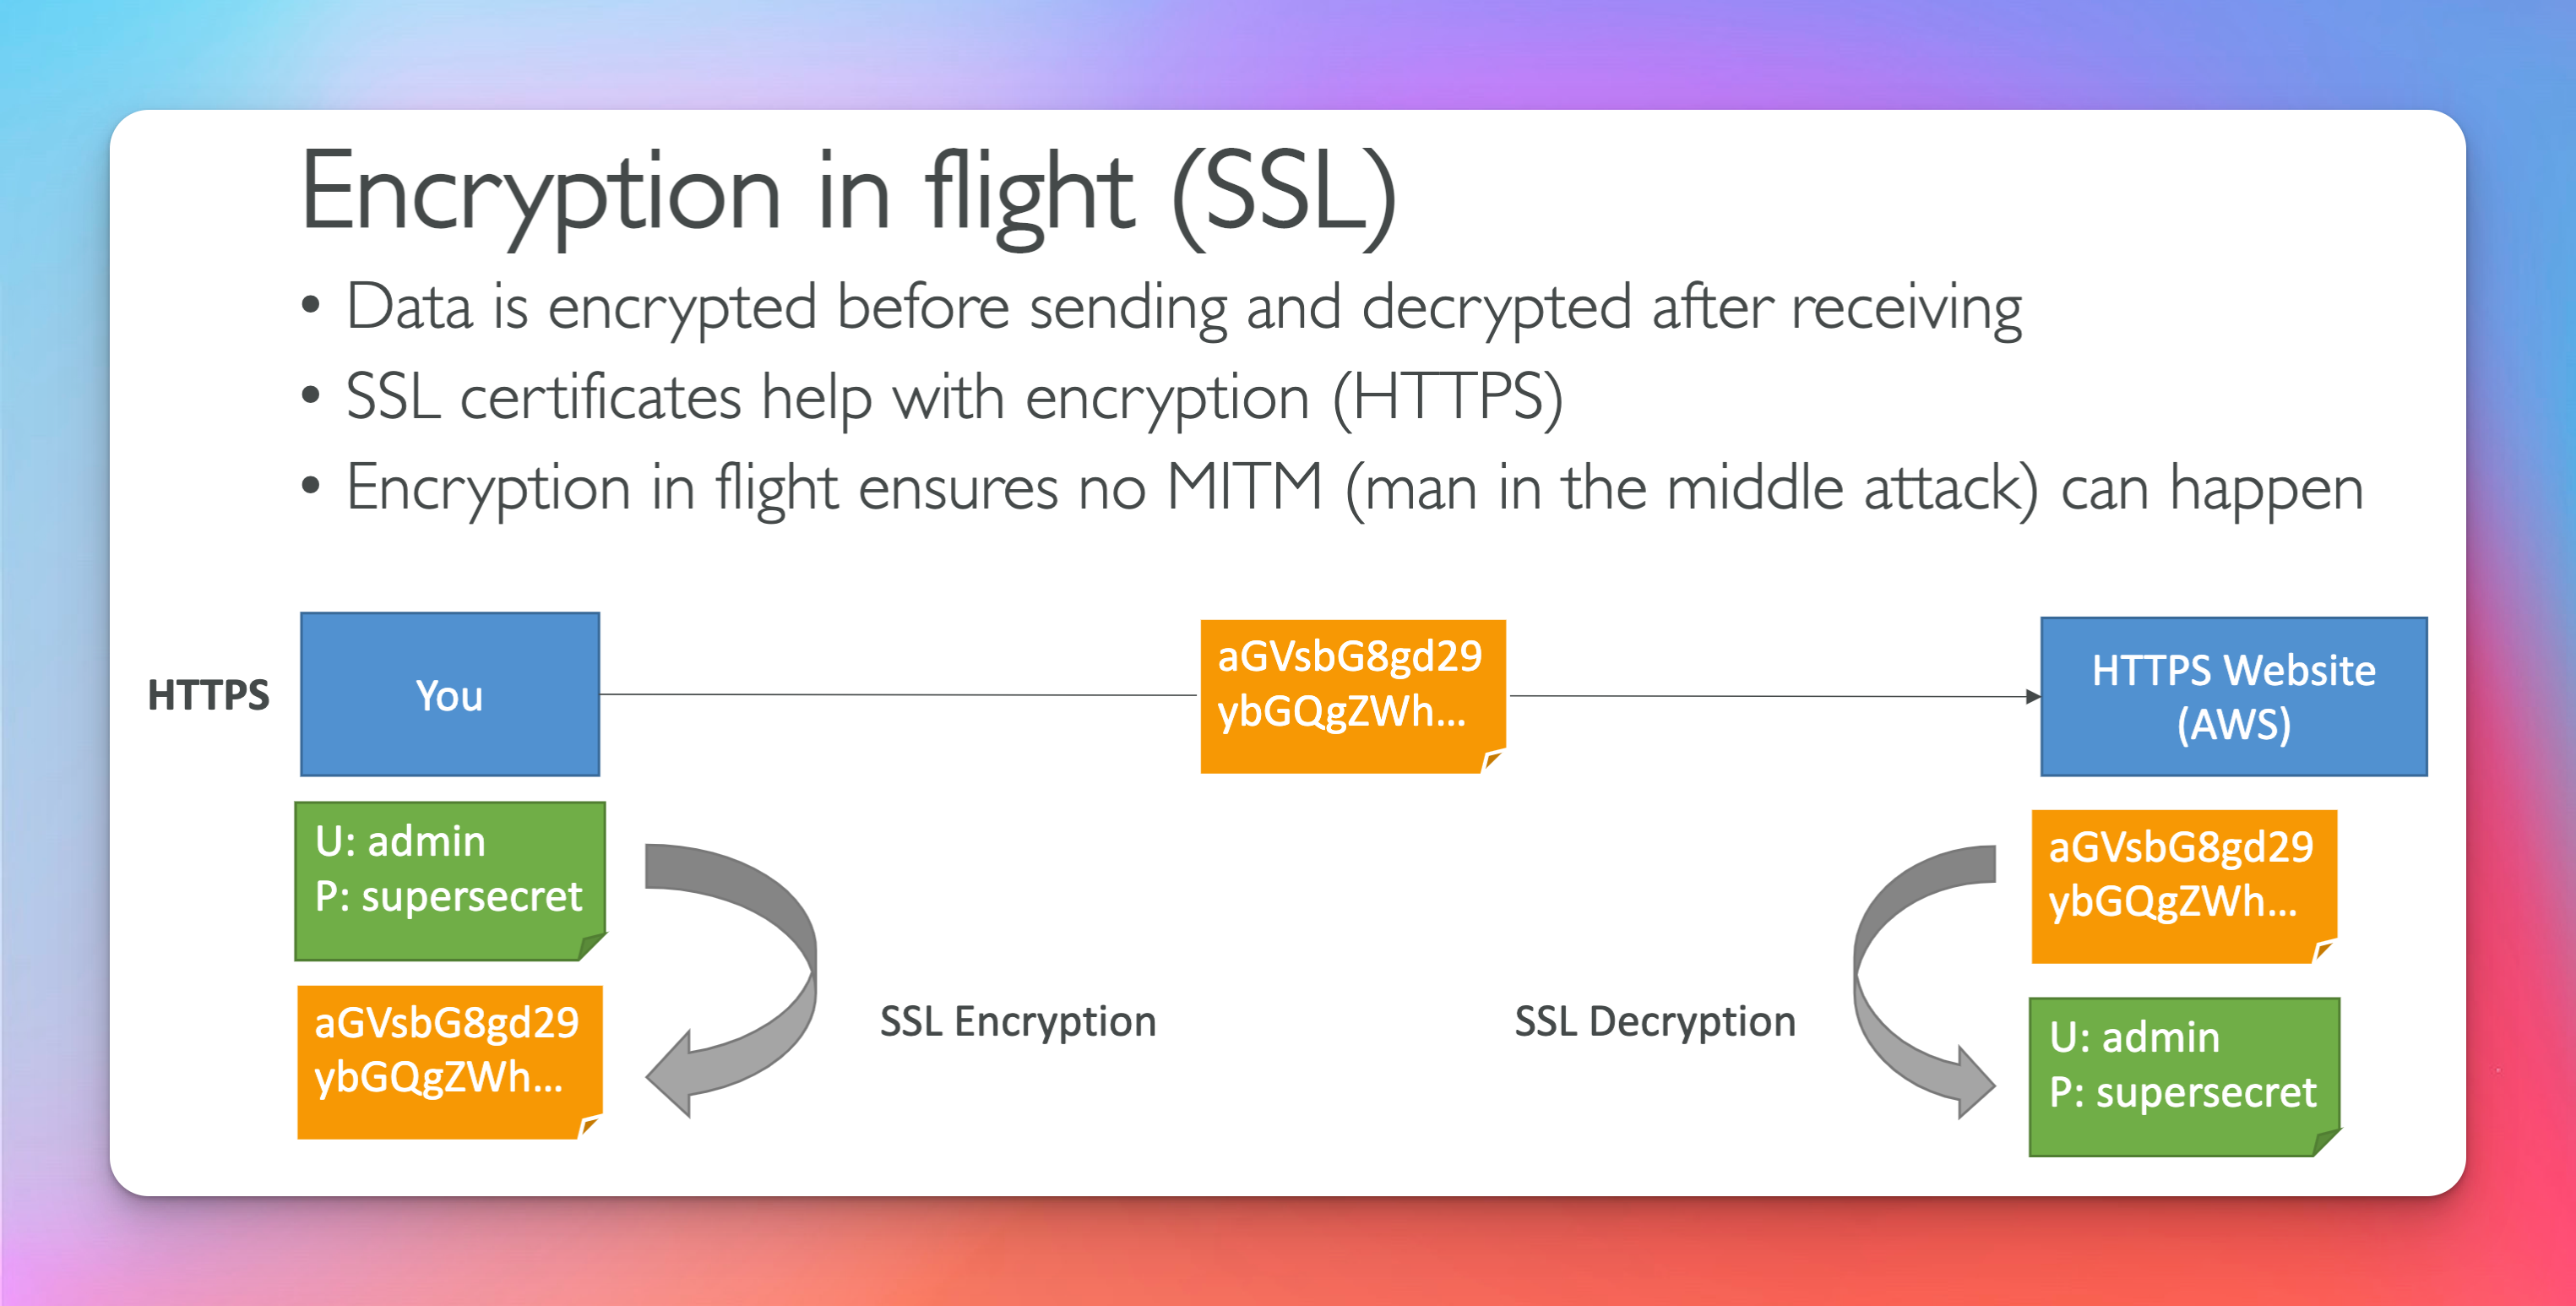 Encryption in flight (SSL)
• Data is encrypted before sending and decrypted after receiving
• SSL certificates help with encryption (HTTPS)
• Encryption in flight ensures no MITM (man in the middle attack) can happen
HTTPS
You
aGVsbG8gd29
ybGQgZWh...
HTTPS Website
(AWS)
U: admin
P: supersecret
aGVsbG8gd29
ybGQgZWh...
SSL Encryption
SSL Decryption
aGVsbG8gd29
ybGQgZWh...
U: admin
P: supersecret